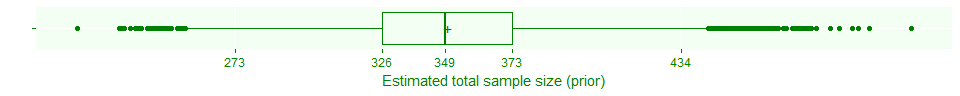 273 326 349 373 434
Estimated total sample size (prior)